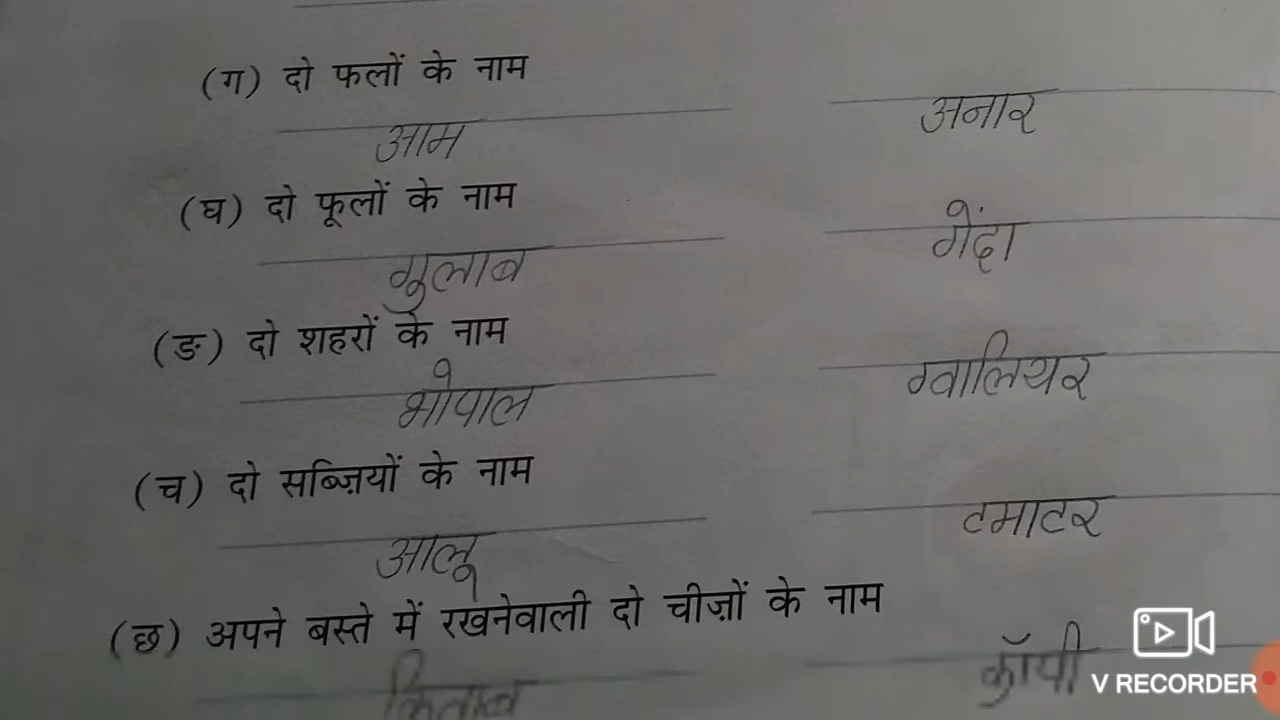 (ग) दो फलों के नाम
आम अनार
(घ) दो फूलों के नाम
गुलाब गेंदा
(ङ) दो शहरों के नाम
भोपाल ग्वालियर
(च) दो सब्ज़ियों के नाम
आलू टमाटर
(छ) अपने बस्ते में रखनेवाली दो चीज़ों के नाम
किताब कॉपी
V RECORDER